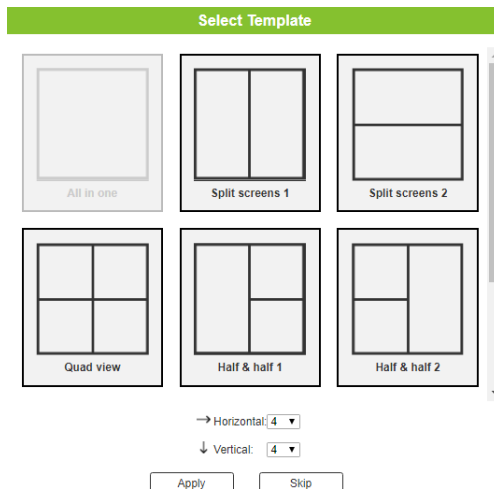 Select Template
All in one
Split screens 1
Split screens 2
Quad view
Half & half 1
Half & half 2
Horizontal: 4
Vertical: 4
Apply
Skip